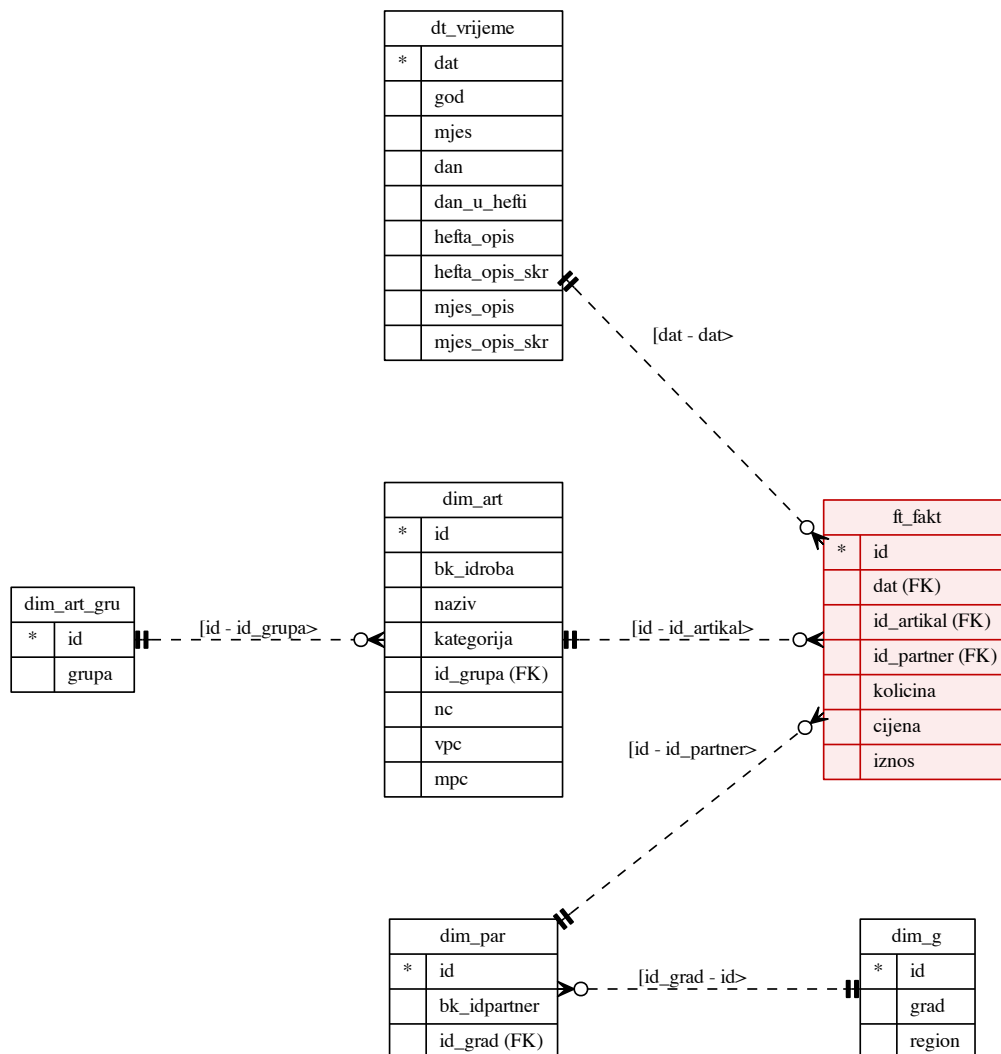 dt_vrijeme
* dat
god
mjes
dan
dan_u_hefti
hefta_opis
hefta_opis_skr
mjes_opis
mjes_opis_skr
[dat - dat>
dim_art
* id
bk_idroba
naziv
kategorija
id_grupa (FK)
nc
vpc
mpc
ft_fakt
* id
dat (FK)
id_artikal (FK)
id_partner (FK)
kolicina
cijena
iznos
dim_art_gru
* id
grupa
[id - id_grupa>
[id - id_artikal>
[id - id_partner>
dim_par
* id
bk_idpartner
id_grad (FK)
[id_grad - id>
dim_g
* id
grad
region